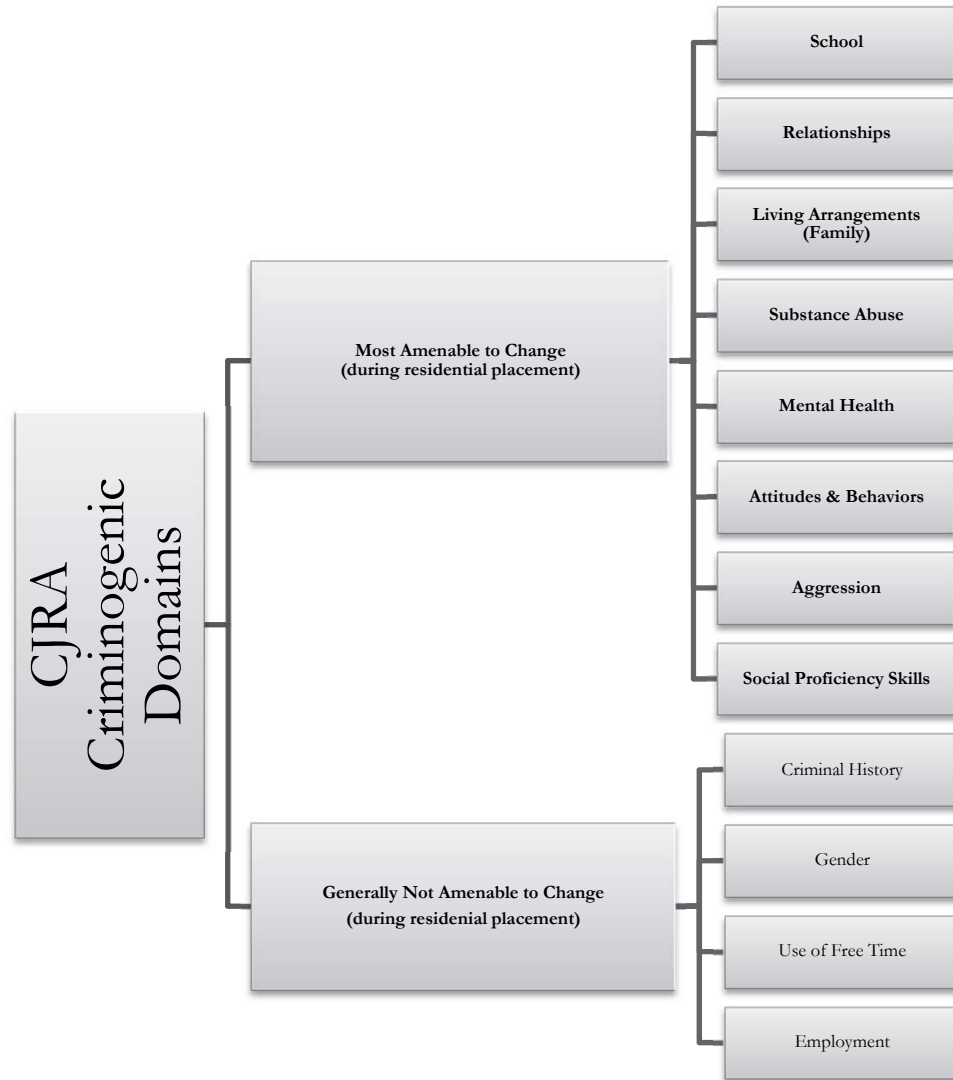 CJRA
Criminogenic
Domains
Most Amenable to Change
(during residential placement)
School
Relationships
Living Arrangements
(Family)
Substance Abuse
Mental Health
Attitudes & Behaviors
Aggression
Social Proficiency Skills
Generally Not Amenable to Change
(during residenial placement)
Criminal History
Gender
Use of Free Time
Employment